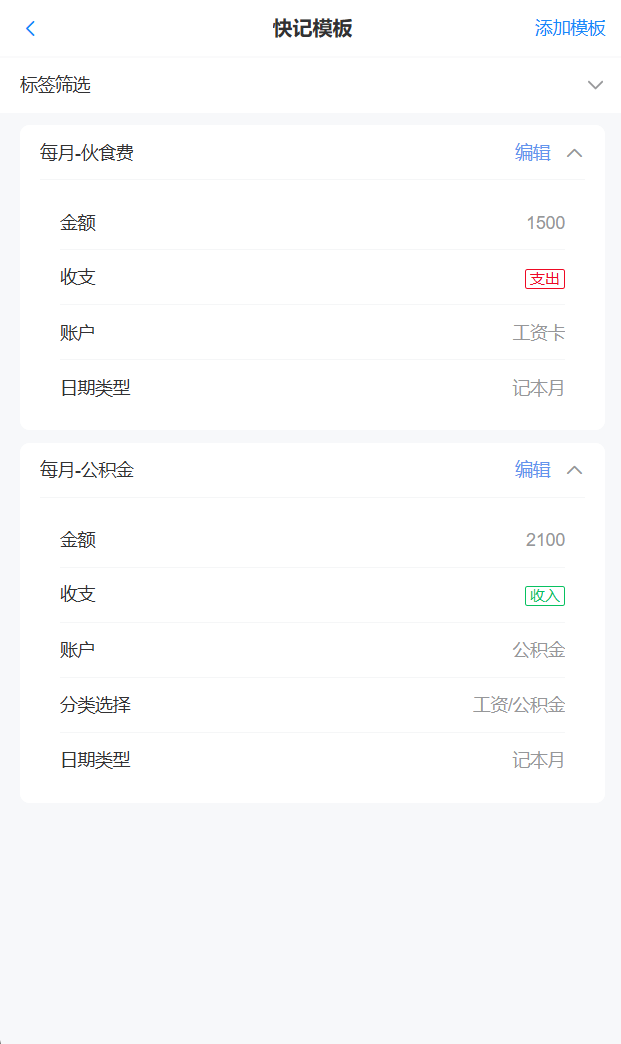 快记模板 添加模板
标签筛选
每月-伙食费 编辑
金额 1500
收支 支出
账户 工资卡
日期类型 记本月
每月-公积金 编辑
金额 2100
收支 收入
账户 公积金
分类选择 工资/公积金
日期类型 记本月